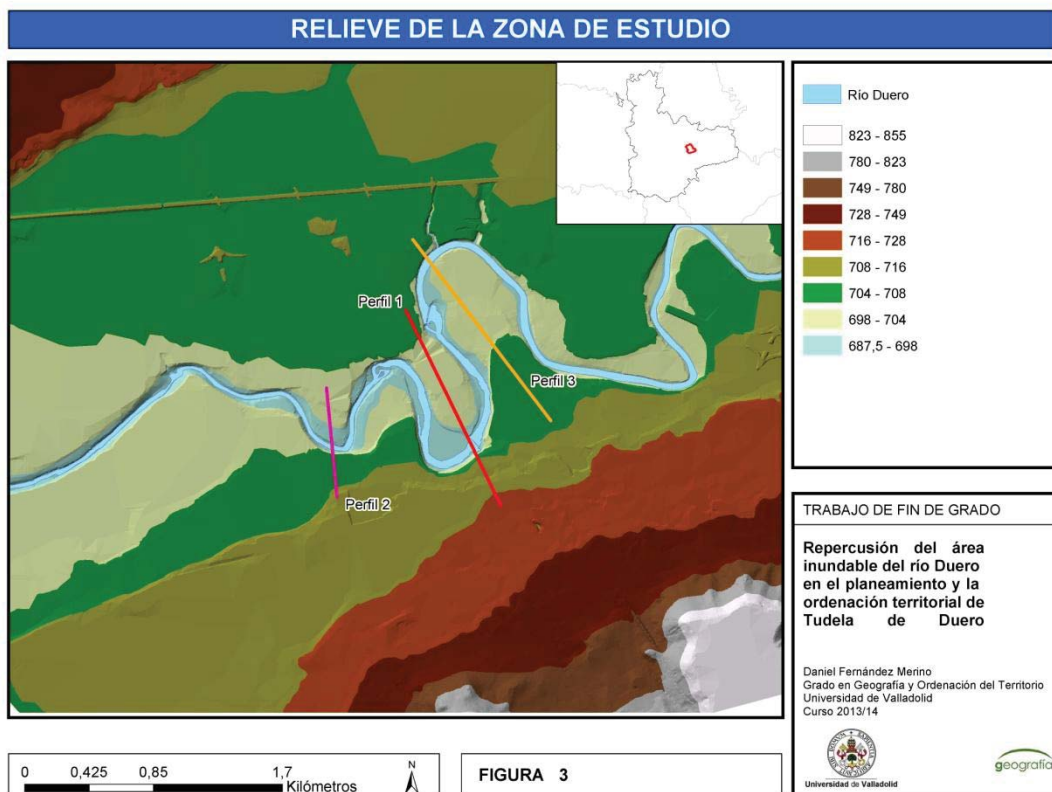 RELIEVE DE LA ZONA DE ESTUDIO
Perfil 1
Perfil 3
Perfil 2
Río Duero
823 - 855
780 - 823
749 - 780
728 - 749
716 - 728
708 - 716
704 - 708
698 - 704
687,5 - 698
TRABAJO DE FIN DE GRADO
Repercusión del área
inundable del río Duero
en el planeamiento y la
ordenación territorial de
Tudela de Duero
Daniel Fernández Merino
Grado en Geografía y Ordenación del Territorio
Universidad de Valladolid
Curso 2013/14
Universidad de Valladolid
geografía
0 0,425 0,85 1,7
Kilómetros
N
FIGURA 3